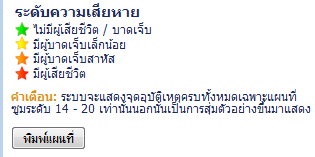 ระดับความเสียหาย
ไม่มีผู้เสียชีวิต / บาดเจ็บ
มีผู้บาดเจ็บเล็กน้อย
มีผู้บาดเจ็บสาหัส
มีผู้เสียชีวิต
คำเตือน: ระบบจะแสดงจุดอุบัติเหตุครบทั้งหมดเฉพาะแผนที่
ซูมระดับ 14 - 20 เท่านั้นนอกนั้นเป็นการสุ่มตัวอย่างขึ้นมาแสดง
พิมพ์แผนที่